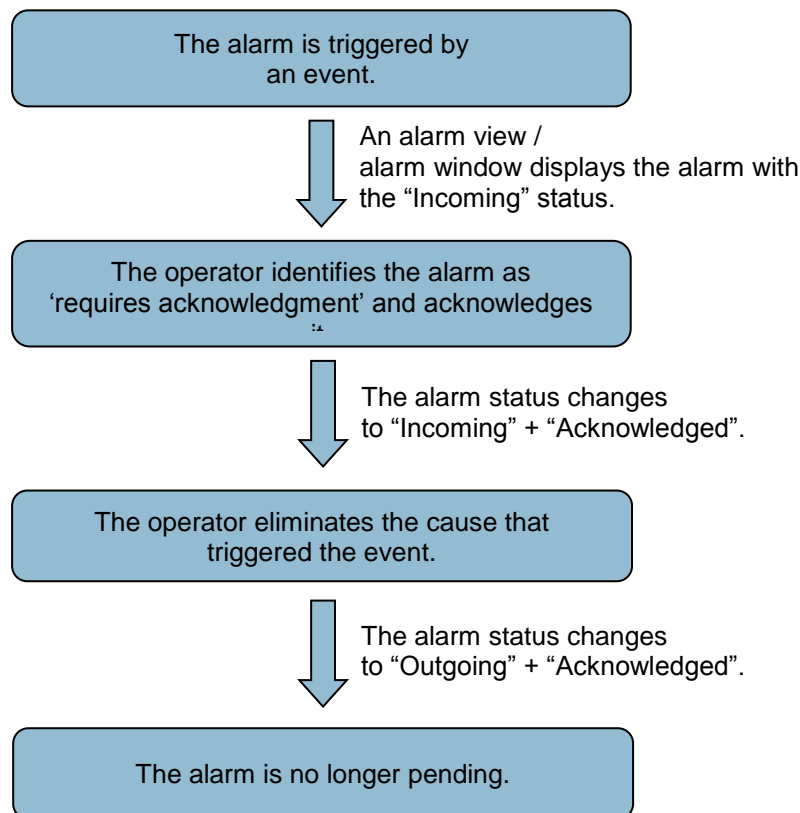 The alarm is triggered by
an event.
An alarm view /
alarm window displays the alarm with
the “Incoming” status.
The operator identifies the alarm as
‘requires acknowledgment’ and acknowledges
it
The alarm status changes
to “Incoming” + “Acknowledged”.
The operator eliminates the cause that
triggered the event.
The alarm status changes
to “Outgoing” + “Acknowledged”.
The alarm is no longer pending.